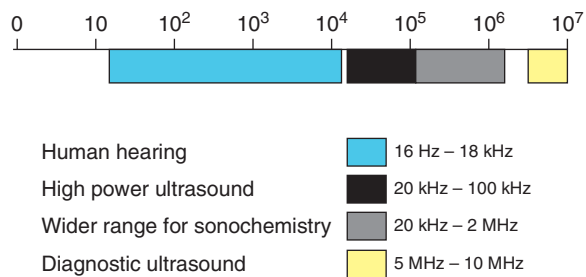 0 10 10² 10³ 10⁴ 10⁵ 10⁶ 10⁷
Human hearing 16 Hz – 18 kHz
High power ultrasound 20 kHz – 100 kHz
Wider range for sonochemistry 20 kHz – 2 MHz
Diagnostic ultrasound 5 MHz – 10 MHz